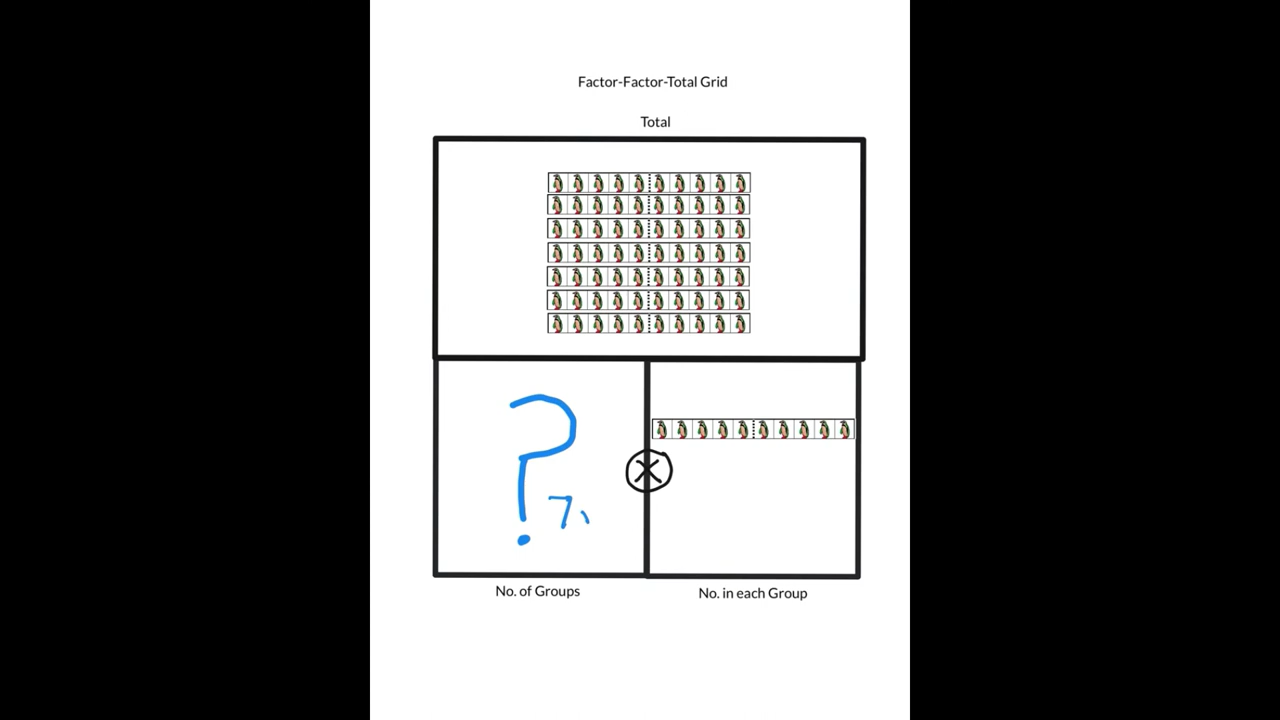 Factor-Factor-Total Grid
Total
?
7
X
No. of Groups
No. in each Group